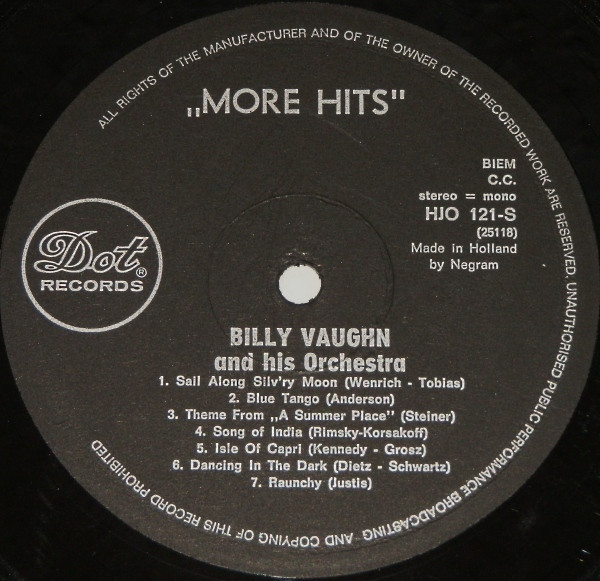 ALL RIGHTS OF THE MANUFACTURER AND OF THE OWNER OF THE RECORDED WORK ARE RESERVED. UNAUTHORISED PUBLIC PERFORMANCE BROADCASTING AND COPYING OF THIS RECORD PROHIBITED
„MORE HITS"
BIEM
C.C.
stereo = mono
HJO 121-S
(25118)
Made in Holland
by Negram
Dot®
RECORDS
BILLY VAUGHN
and his Orchestra
1. Sail Along Silv'ry Moon (Wenrich - Tobias)
2. Blue Tango (Anderson)
3. Theme From „A Summer Place" (Steiner)
4. Song of India (Rimsky-Korsakoff)
5. Isle Of Capri (Kennedy - Grosz)
6. Dancing In The Dark (Dietz - Schwartz)
7. Raunchy (Justis)